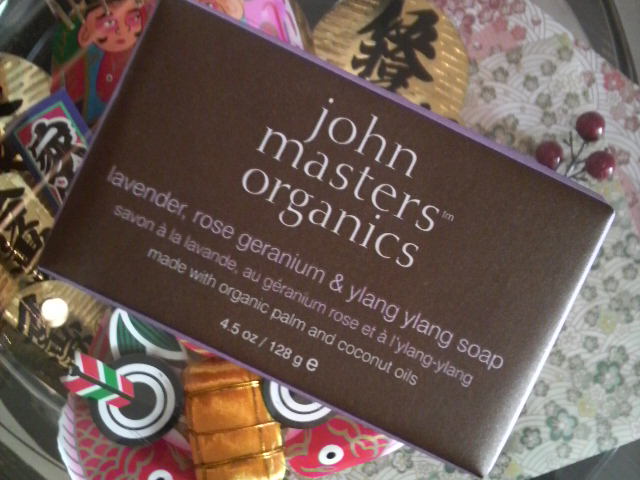 john
masters
organics™
lavender, rose geranium & ylang ylang soap
savon à la lavande, au géranium rose et à l'ylang-ylang
made with organic palm and coconut oils
4.5 oz / 128 g e